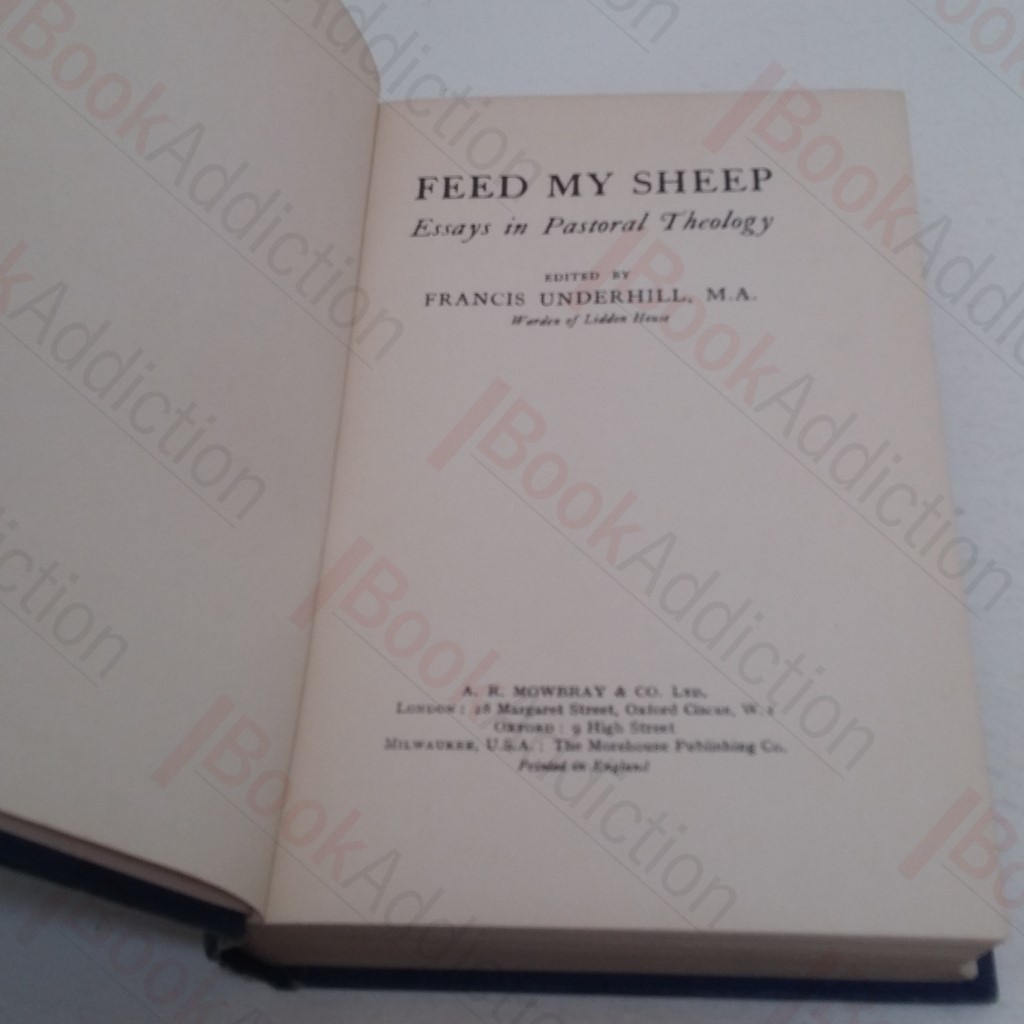 FEED MY SHEEP
Essays in Pastoral Theology
EDITED BY
FRANCIS UNDERHILL, M.A.
Warden of Liddon House
A. R. MOWBRAY & CO. LTD.
LONDON : 28 Margaret Street, Oxford Circus, W. 1
OXFORD : 9 High Street
MILWAUKEE, U.S.A. : The Morehouse Publishing Co.
Printed in England
BookAddiction